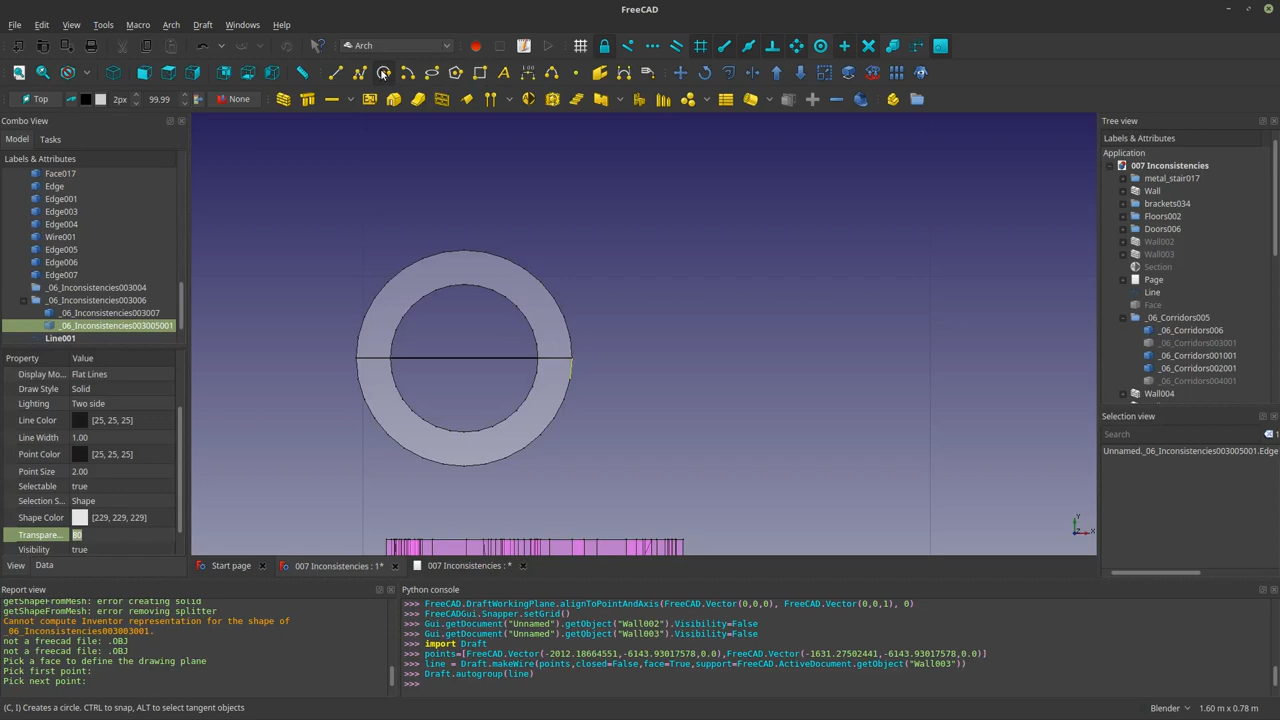 FreeCAD
File Edit View Tools Macro Arch Draft Windows Help
Arch
Top 2px 99.99 None
Combo View
Model Tasks
Labels & Attributes
Face017
Edge
Edge001
Edge003
Edge004
Wire001
Edge005
Edge006
Edge007
_06_Inconsistencies003004
_06_Inconsistencies003006
_06_Inconsistencies003007
_06_Inconsistencies003005001
Line001
Property Value
Display Mo... Flat Lines
Draw Style Solid
Lighting Two side
Line Color [25, 25, 25]
Line Width 1.00
Point Color [25, 25, 25]
Point Size 2.00
Selectable true
Selection S... Shape
Shape Color [229, 229, 229]
Transpare... 80
Visibility true
View Data
Start page 007 Inconsistencies : 1* 007 Inconsistencies : *
Tree view
Labels & Attributes
Application
007 Inconsistencies
metal_stair017
Wall
brackets034
Floors002
Doors006
Wall002
Wall003
Section
Page
Line
Face
_06_Corridors005
_06_Corridors006
_06_Corridors003001
_06_Corridors001001
_06_Corridors002001
_06_Corridors004001
Wall004
Selection view
Search 1
Unnamed._06_Inconsistencies003005001.Edge
Y
X
Report view
getShapeFromMesh: error creating solid
getShapeFromMesh: error removing splitter
Cannot compute Inventor representation for the shape of
_06_Inconsistencies003003001.
not a freecad file: .OBJ
not a freecad file: .OBJ
Pick a face to define the drawing plane
Pick first point:
Pick next point:
Python console
>>> FreeCAD.DraftWorkingPlane.alignToPointAndAxis(FreeCAD.Vector(0,0,0), FreeCAD.Vector(0,0,1), 0)
>>> FreeCADGui.Snapper.setGrid()
>>> Gui.getDocument("Unnamed").getObject("Wall002").Visibility=False
>>> Gui.getDocument("Unnamed").getObject("Wall003").Visibility=False
>>> import Draft
>>> points=[FreeCAD.Vector(-2012.18664551,-6143.93017578,0.0),FreeCAD.Vector(-1631.27502441,-6143.93017578,0.0)]
>>> line = Draft.makeWire(points,closed=False,face=True,support=FreeCAD.ActiveDocument.getObject("Wall003"))
>>> Draft.autogroup(line)
>>>
(C, I) Creates a circle. CTRL to snap, ALT to select tangent objects
Blender 1.60 m x 0.78 m